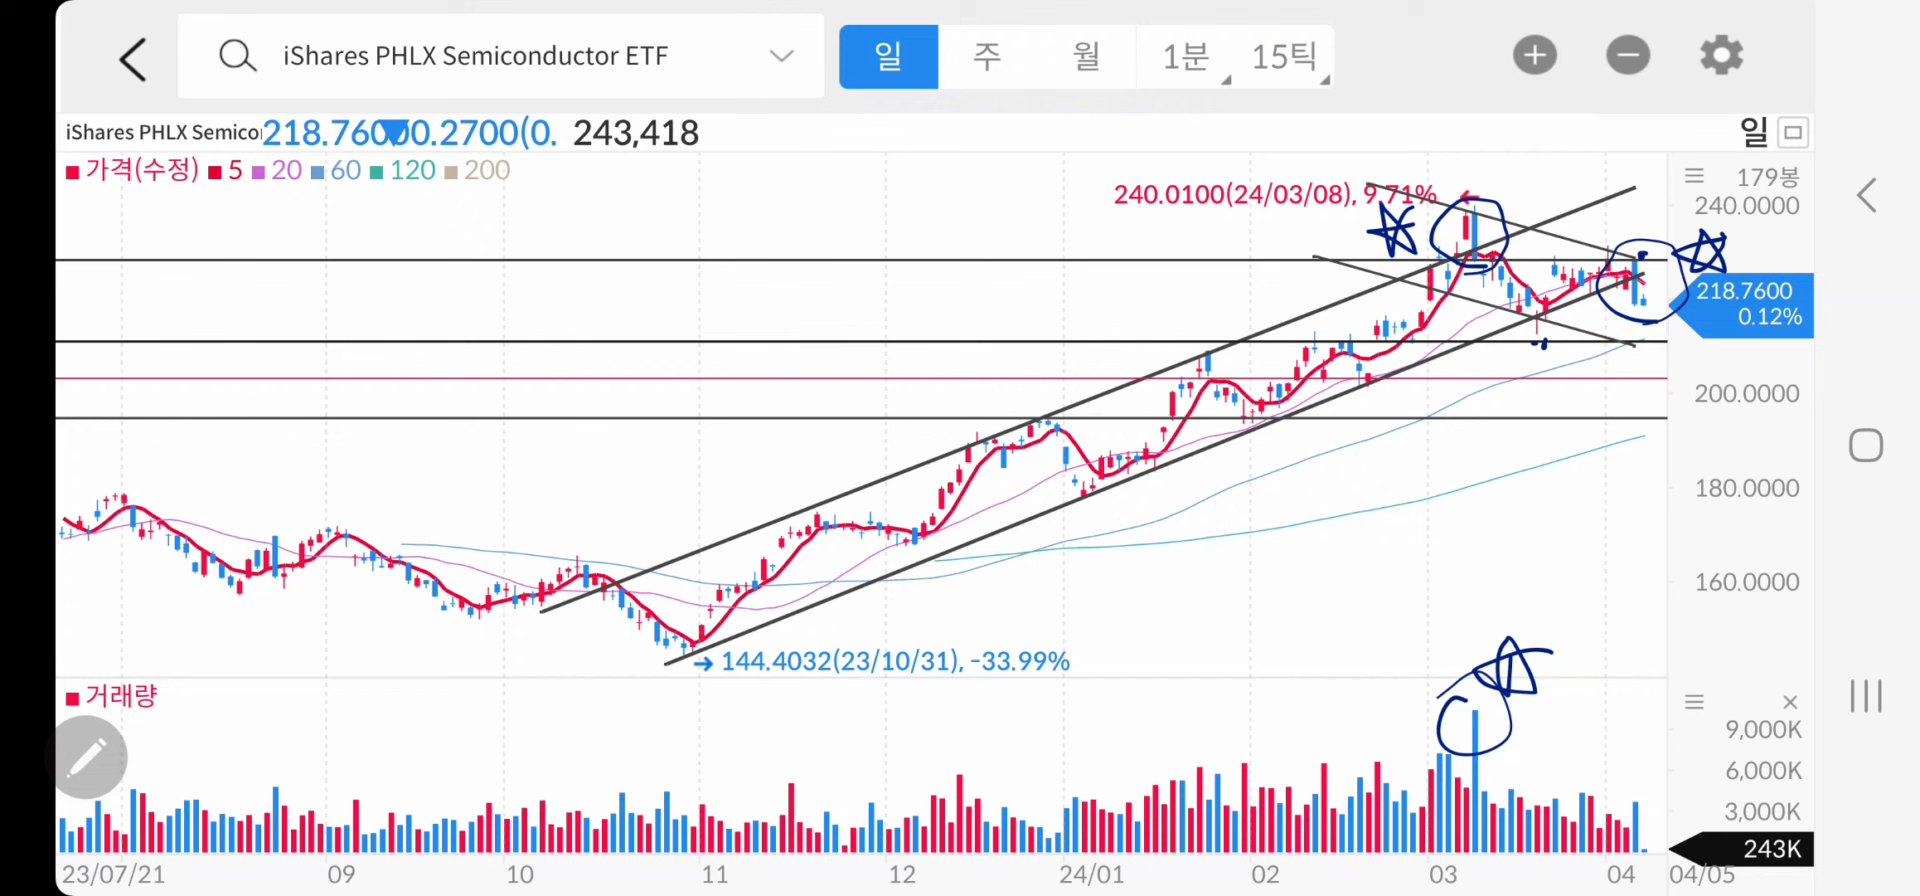 iShares PHLX Semiconductor ETF
일 주 월 1분 15틱
iShares PHLX Semico 218.7600 ▼ 0.2700(0. 243,418
일
가격(수정) 5 20 60 120 200
179봉
240.0100(24/03/08), 9.71%
240.0000
218.7600
0.12%
200.0000
180.0000
160.0000
144.4032(23/10/31), -33.99%
거래량
9,000K
6,000K
3,000K
243K
23/07/21 09 10 11 12 24/01 02 03 04 04/05